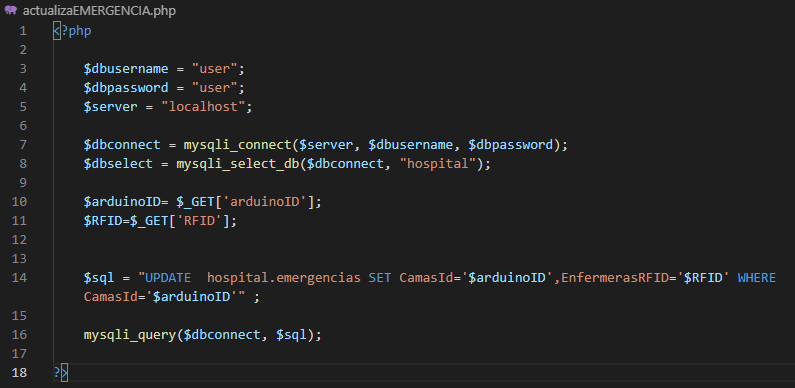 actualizaEMERGENCIA.php
1 <?php
2
3 $dbusername = "user";
4 $dbpassword = "user";
5 $server = "localhost";
6
7 $dbconnect = mysqli_connect($server, $dbusername, $dbpassword);
8 $dbselect = mysqli_select_db($dbconnect, "hospital");
9
10 $arduinoID= $_GET['arduinoID'];
11 $RFID=$_GET['RFID'];
12
13
14 $sql = "UPDATE  hospital.emergencias SET CamasId='$arduinoID',EnfermerasRFID='$RFID' WHERE
CamasId='$arduinoID'" ;
15
16 mysqli_query($dbconnect, $sql);
17
18 ?>